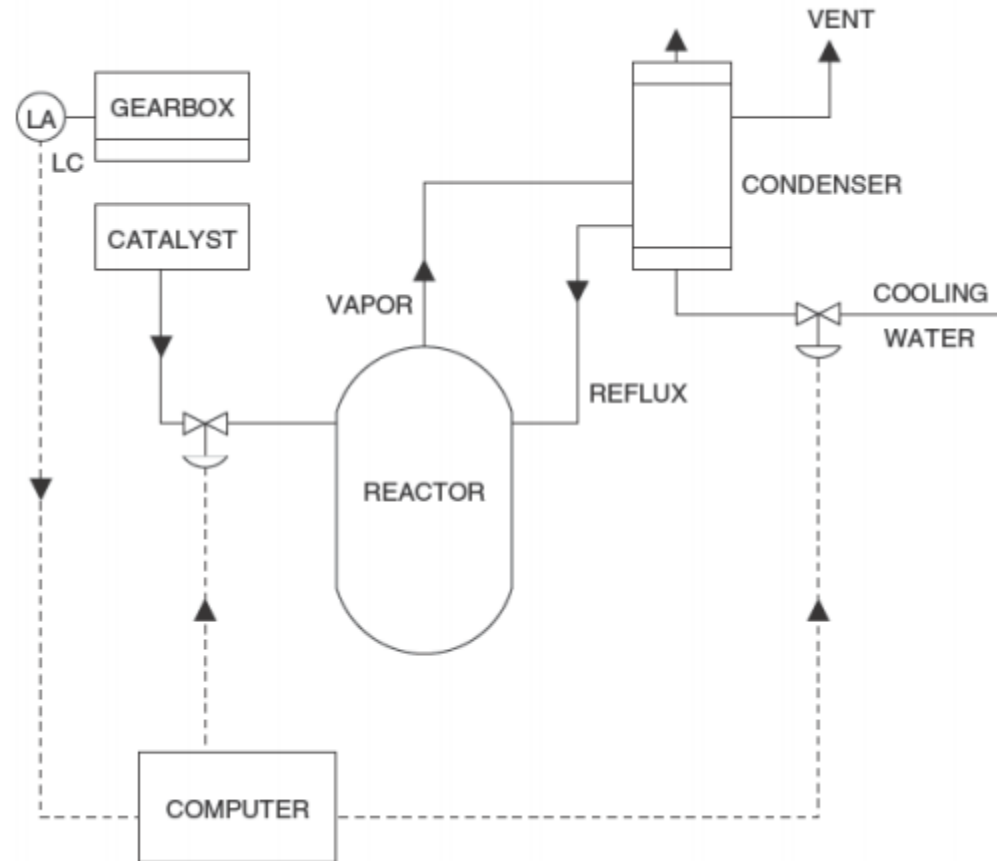 VENT
GEARBOX
LA
LC
CONDENSER
CATALYST
COOLING
WATER
VAPOR
REFLUX
REACTOR
COMPUTER